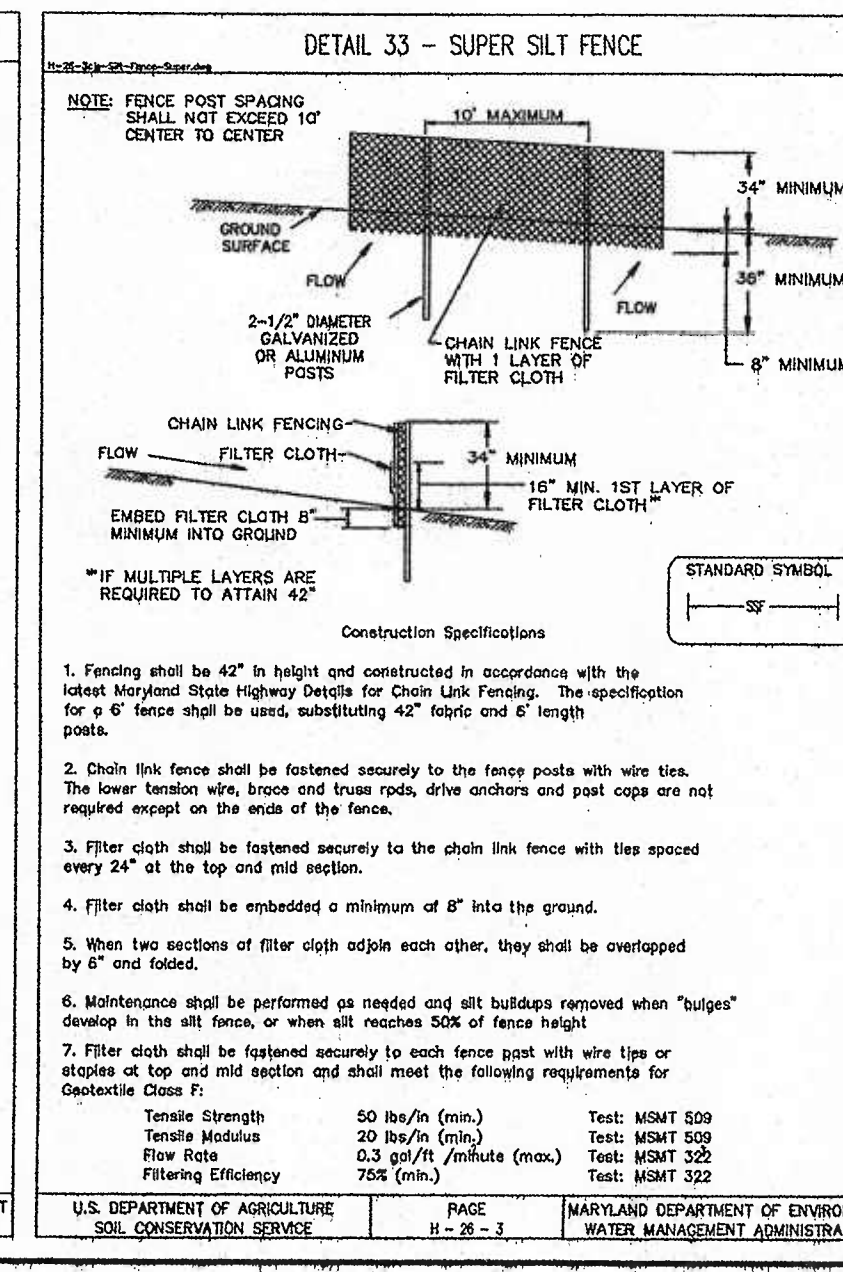 DETAIL 33 - SUPER SILT FENCE
NOTE: FENCE POST SPACING
SHALL NOT EXCEED 10'
CENTER TO CENTER
10' MAXIMUM
34" MINIMUM
GROUND
SURFACE
FLOW
36" MINIMUM
FLOW
2-1/2" DIAMETER
GALVANIZED
OR ALUMINUM
POSTS
CHAIN LINK FENCE
WITH 1 LAYER OF
FILTER CLOTH
8" MINIMUM
CHAIN LINK FENCING
FLOW
FILTER CLOTH
34" MINIMUM
16" MIN. 1ST LAYER OF
FILTER CLOTH*
EMBED FILTER CLOTH 8"
MINIMUM INTO GROUND
*IF MULTIPLE LAYERS ARE
REQUIRED TO ATTAIN 42"
STANDARD SYMBOL
SSF
Construction Specifications
1. Fencing shall be 42" in height and constructed in accordance with the
latest Maryland State Highway Details for Chain Link Fencing. The specification
for a 6' fence shall be used, substituting 42" fabric and 6' length
posts.
2. Chain link fence shall be fastened securely to the fence posts with wire ties.
The lower tension wire, brace and truss rods, drive anchors and post caps are not
required except on the ends of the fence.
3. Filter cloth shall be fastened securely to the chain link fence with ties spaced
every 24" at the top and mid section.
4. Filter cloth shall be embedded a minimum of 8" into the ground.
5. When two sections of filter cloth adjoin each other, they shall be overlapped
by 6" and folded.
6. Maintenance shall be performed as needed and silt buildups removed when "bulges"
develop in the silt fence, or when silt reaches 50% of fence height
7. Filter cloth shall be fastened securely to each fence post with wire ties or
staples at top and mid section and shall meet the following requirements for
Geotextile Class F:
Tensile Strength 50 lbs/in (min.) Test: MSMT 509
Tensile Modulus 20 lbs/in (min.) Test: MSMT 509
Flow Rate 0.3 gal/ft /minute (max.) Test: MSMT 322
Filtering Efficiency 75% (min.) Test: MSMT 322
T
U.S. DEPARTMENT OF AGRICULTURE
SOIL CONSERVATION SERVICE
PAGE
H - 26 - 3
MARYLAND DEPARTMENT OF ENVIRO
WATER MANAGEMENT ADMINISTRA